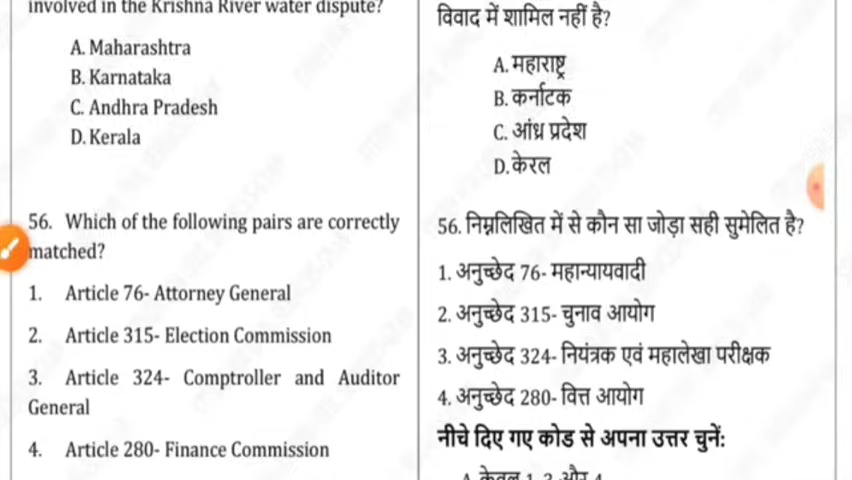 involved in the Krishna River water dispute?
A. Maharashtra
B. Karnataka
C. Andhra Pradesh
D. Kerala
56. Which of the following pairs are correctly
matched?
1. Article 76- Attorney General
2. Article 315- Election Commission
3. Article 324- Comptroller and Auditor
General
4. Article 280- Finance Commission
विवाद में शामिल नहीं है?
A. महाराष्ट्र
B. कर्नाटक
C. आंध्र प्रदेश
D. केरल
56. निम्नलिखित में से कौन सा जोड़ा सही सुमेलित है?
1. अनुच्छेद 76- महान्यायवादी
2. अनुच्छेद 315- चुनाव आयोग
3. अनुच्छेद 324- नियंत्रक एवं महालेखा परीक्षक
4. अनुच्छेद 280- वित्त आयोग
नीचे दिए गए कोड से अपना उत्तर चुनें: